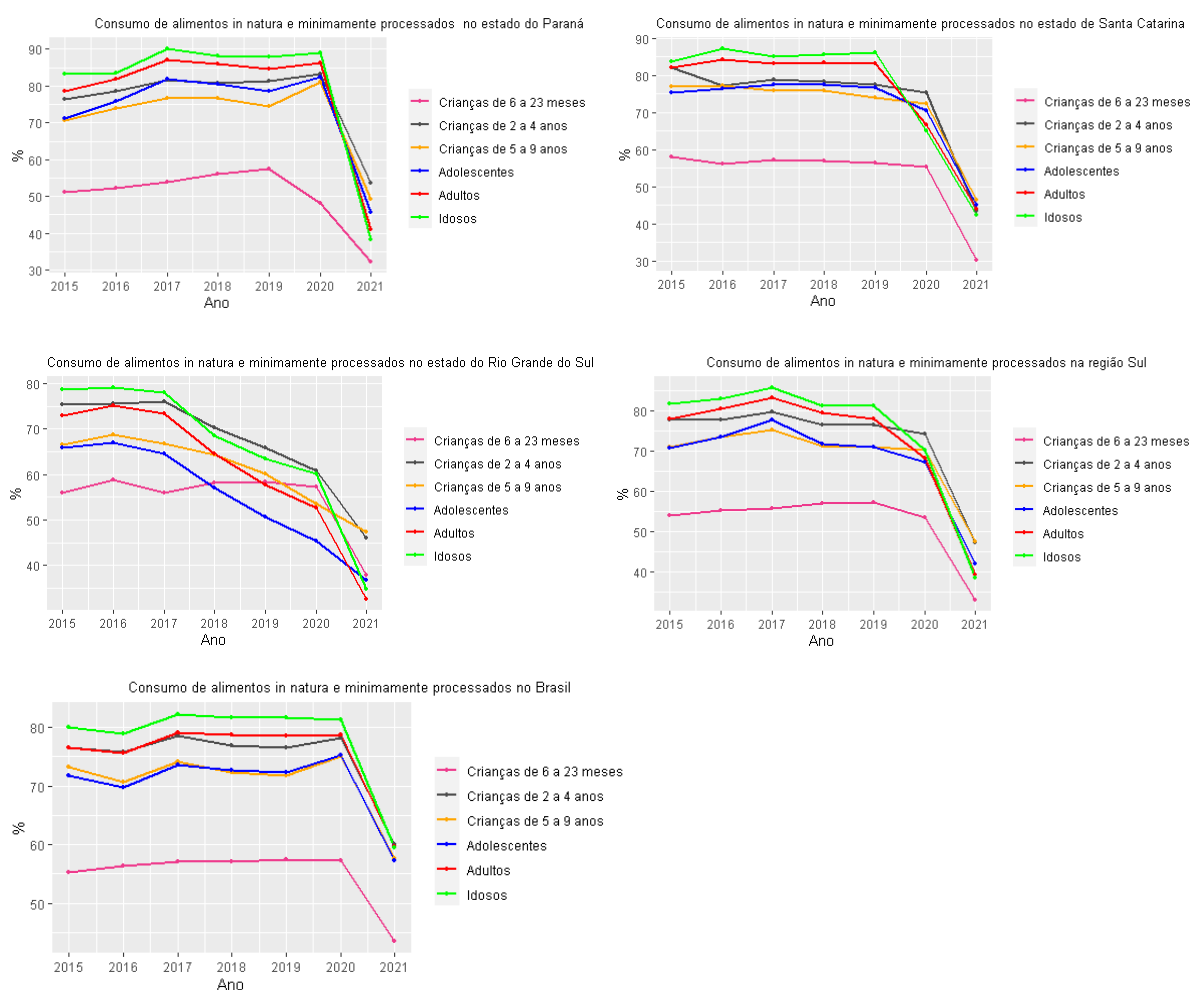 Consumo de alimentos in natura e minimamente processados no estado do Paraná
90
80
70
60
50
40
30
%
2015 2016 2017 2018 2019 2020 2021
Ano
Crianças de 6 a 23 meses
Crianças de 2 a 4 anos
Crianças de 5 a 9 anos
Adolescentes
Adultos
Idosos
Consumo de alimentos in natura e minimamente processados no estado de Santa Catarina
90
80
70
60
50
40
30
%
2015 2016 2017 2018 2019 2020 2021
Ano
Crianças de 6 a 23 meses
Crianças de 2 a 4 anos
Crianças de 5 a 9 anos
Adolescentes
Adultos
Idosos
Consumo de alimentos in natura e minimamente processados no estado do Rio Grande do Sul
80
70
60
50
40
%
2015 2016 2017 2018 2019 2020 2021
Ano
Crianças de 6 a 23 meses
Crianças de 2 a 4 anos
Crianças de 5 a 9 anos
Adolescentes
Adultos
Idosos
Consumo de alimentos in natura e minimamente processados na região Sul
80
70
60
50
40
%
2015 2016 2017 2018 2019 2020 2021
Ano
Crianças de 6 a 23 meses
Crianças de 2 a 4 anos
Crianças de 5 a 9 anos
Adolescentes
Adultos
Idosos
Consumo de alimentos in natura e minimamente processados no Brasil
80
70
60
50
%
2015 2016 2017 2018 2019 2020 2021
Ano
Crianças de 6 a 23 meses
Crianças de 2 a 4 anos
Crianças de 5 a 9 anos
Adolescentes
Adultos
Idosos